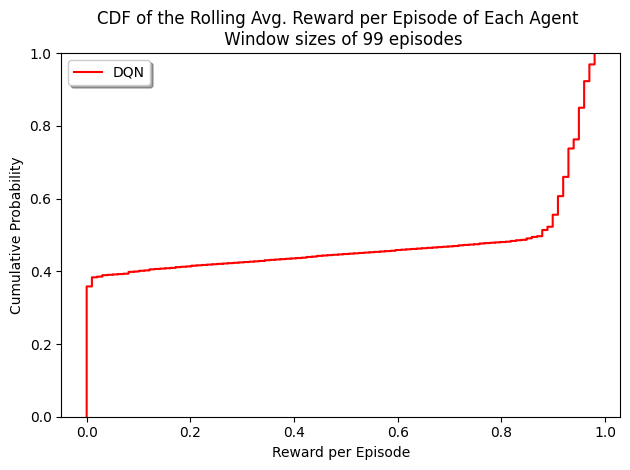 CDF of the Rolling Avg. Reward per Episode of Each Agent
Window sizes of 99 episodes
DQN
Cumulative Probability
1.0
0.8
0.6
0.4
0.2
0.0
0.0 0.2 0.4 0.6 0.8 1.0
Reward per Episode